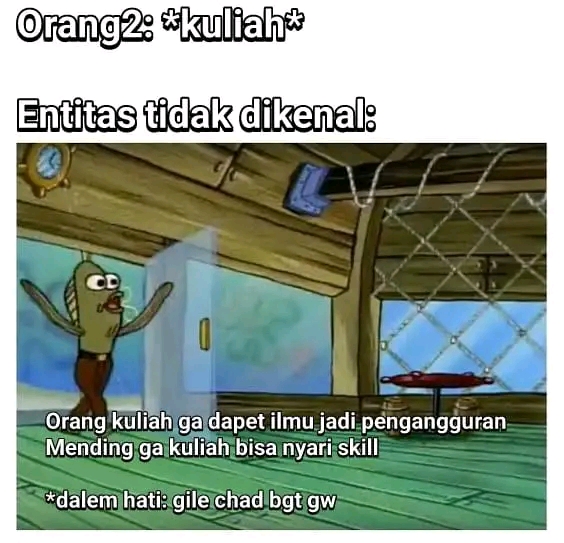 Orang2: *kuliah*
Entitas tidak dikenal:
Orang kuliah ga dapet ilmu jadi pengangguran
Mending ga kuliah bisa nyari skill
*dalem hati: gile chad bgt gw